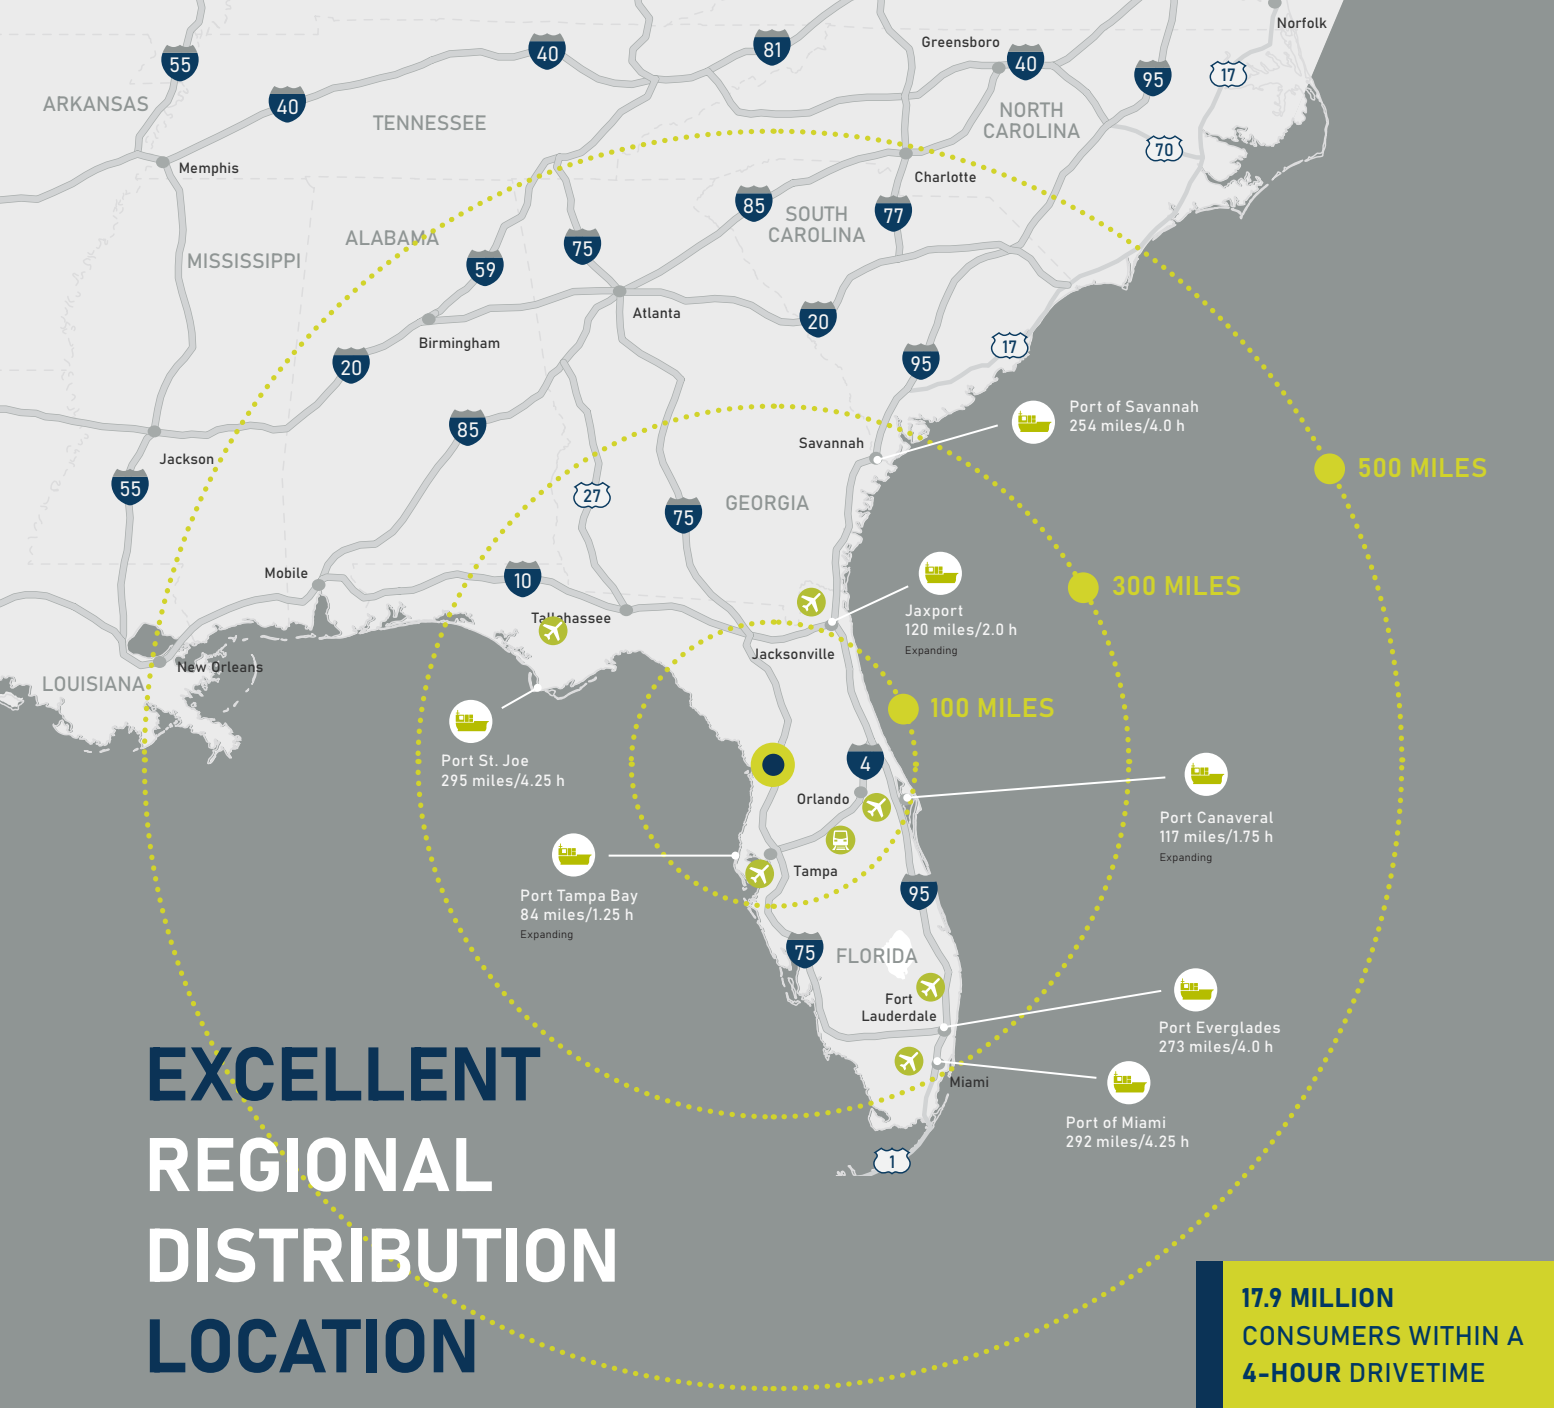 Norfolk
Greensboro
81
40
40
55
17
95
40
ARKANSAS
NORTH
CAROLINA
TENNESSEE
70
Memphis
Charlotte
85
77
SOUTH
CAROLINA
ALABAMA
75
MISSISSIPPI
59
Atlanta
20
Birmingham
17
20
95
Port of Savannah
254 miles/4.0 h
85
Savannah
Jackson
500 MILES
55
27
GEORGIA
75
Mobile
10
300 MILES
Tallahassee
Jaxport
120 miles/2.0 h
Expanding
Jacksonville
New Orleans
LOUISIANA
100 MILES
Port St. Joe
295 miles/4.25 h
4
Orlando
Port Canaveral
117 miles/1.75 h
Expanding
Tampa
Port Tampa Bay
84 miles/1.25 h
Expanding
95
75
FLORIDA
Fort
Lauderdale
Port Everglades
273 miles/4.0 h
Miami
Port of Miami
292 miles/4.25 h
1
EXCELLENT
REGIONAL
DISTRIBUTION
LOCATION
17.9 MILLION
CONSUMERS WITHIN A
4-HOUR DRIVETIME